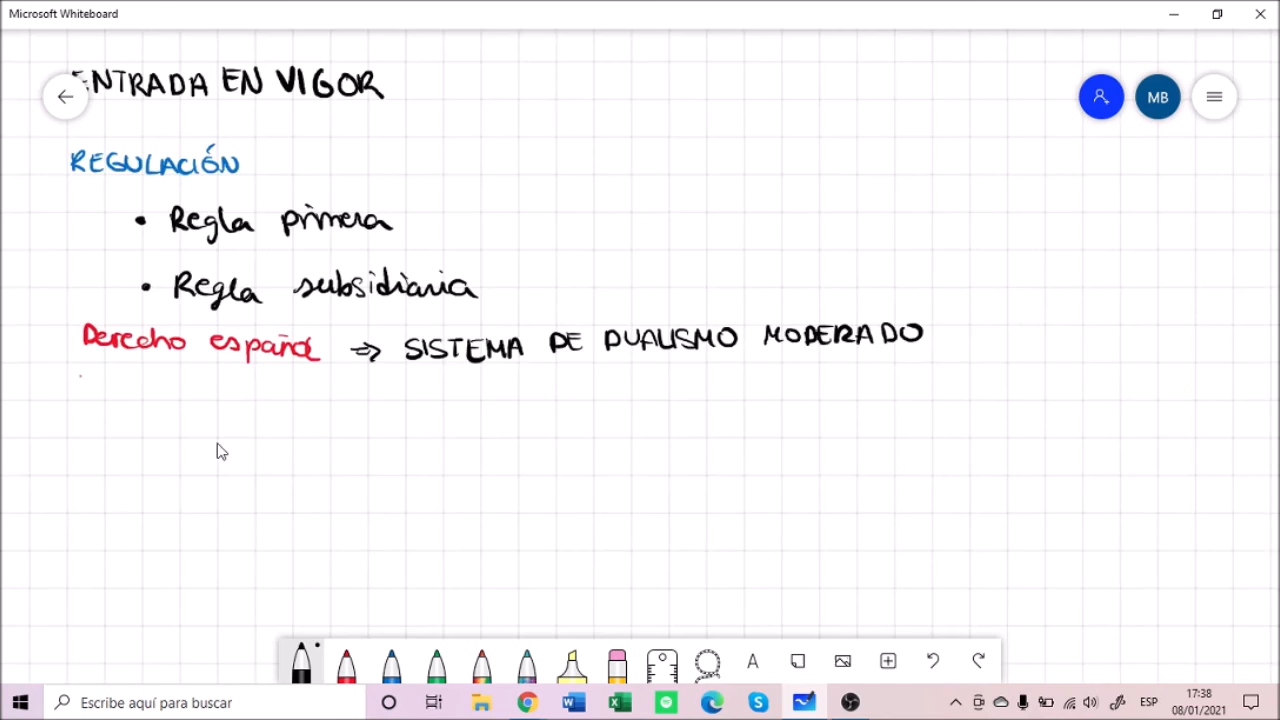 Microsoft Whiteboard
ENTRADA EN VIGOR
MB
REGULACIÓN
• Regla primera
• Regla subsidiaria
Derecho español ⇒ SISTEMA DE DUALISMO MODERADO
A
Escribe aquí para buscar
ESP
17:38
08/01/2021